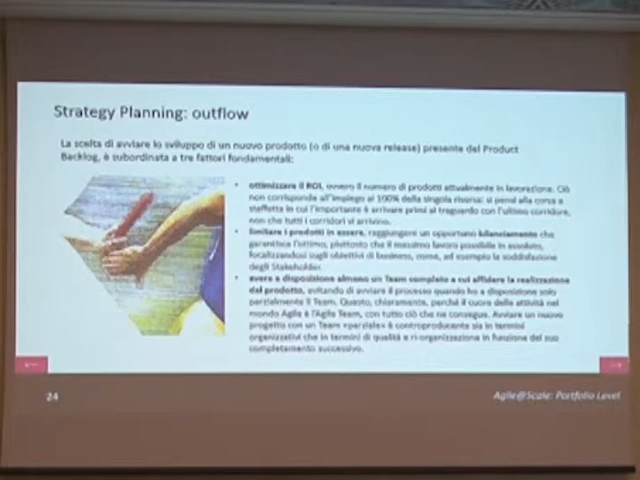 Strategy Planning: outflow
La scelta di avviare lo sviluppo di un nuovo prodotto (o di una nuova release) presente del Product
Backlog, è subordinata a tre fattori fondamentali:
• ottimizzare il ROI, ovvero il numero di prodotti attualmente in lavorazione. Ciò
non corrisponde all'impiego al 100% della singola risorsa: si pensi alla corsa a
staffetta in cui l'importante è arrivare primi al traguardo con l'ultimo corridore,
non che tutti i corridori si arrivino.
• limitare i prodotti in essere, raggiungere un opportuno bilanciamento che
garantisca l'ottimo, piuttosto che il massimo lavoro possibile in assoluto,
focalizzandosi sugli obiettivi di business, come, ad esempio la soddisfazione
degli Stakeholder.
• avere a disposizione almeno un Team completo a cui affidare la realizzazione
del prodotto, evitando di avviare il processo quando ho a disposizione solo
parzialmente il Team. Questo, chiaramente, perché il cuore delle attività nel
mondo Agile è l'Agile Team, con tutto ciò che ne consegue. Avviare un nuovo
progetto con un Team «parziale» è controproducente sia in termini
organizzativi che in termini di qualità e ri-organizzazione in funzione del suo
completamento successivo.
24
Agile@Scale: Portfolio Level